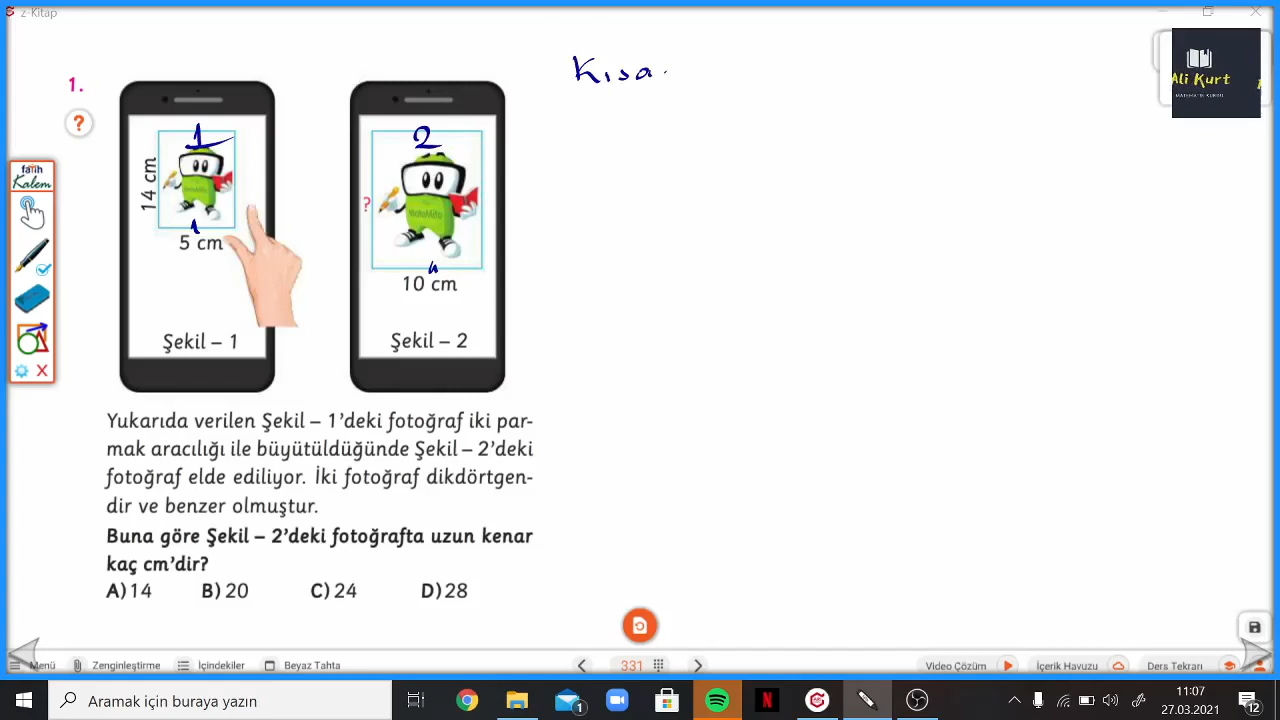 z-Kitap
Kısa
Ali Kurt
1.
?
fatih
Kalem
1
14 cm
5 cm
Şekil – 1
2
?
10 cm
Şekil – 2
Yukarıda verilen Şekil – 1’deki fotoğraf iki par-
mak aracılığı ile büyütüldüğünde Şekil – 2’deki
fotoğraf elde ediliyor. İki fotoğraf dikdörtgen-
dir ve benzer olmuştur.
Buna göre Şekil – 2’deki fotoğrafta uzun kenar
kaç cm’dir?
A) 14 B) 20 C) 24 D) 28
Menü Zenginleştirme İçindekiler Beyaz Tahta 331 Video Çözüm İçerik Havuzu Ders Tekrarı
Aramak için buraya yazın 1 11:07
27.03.2021 12